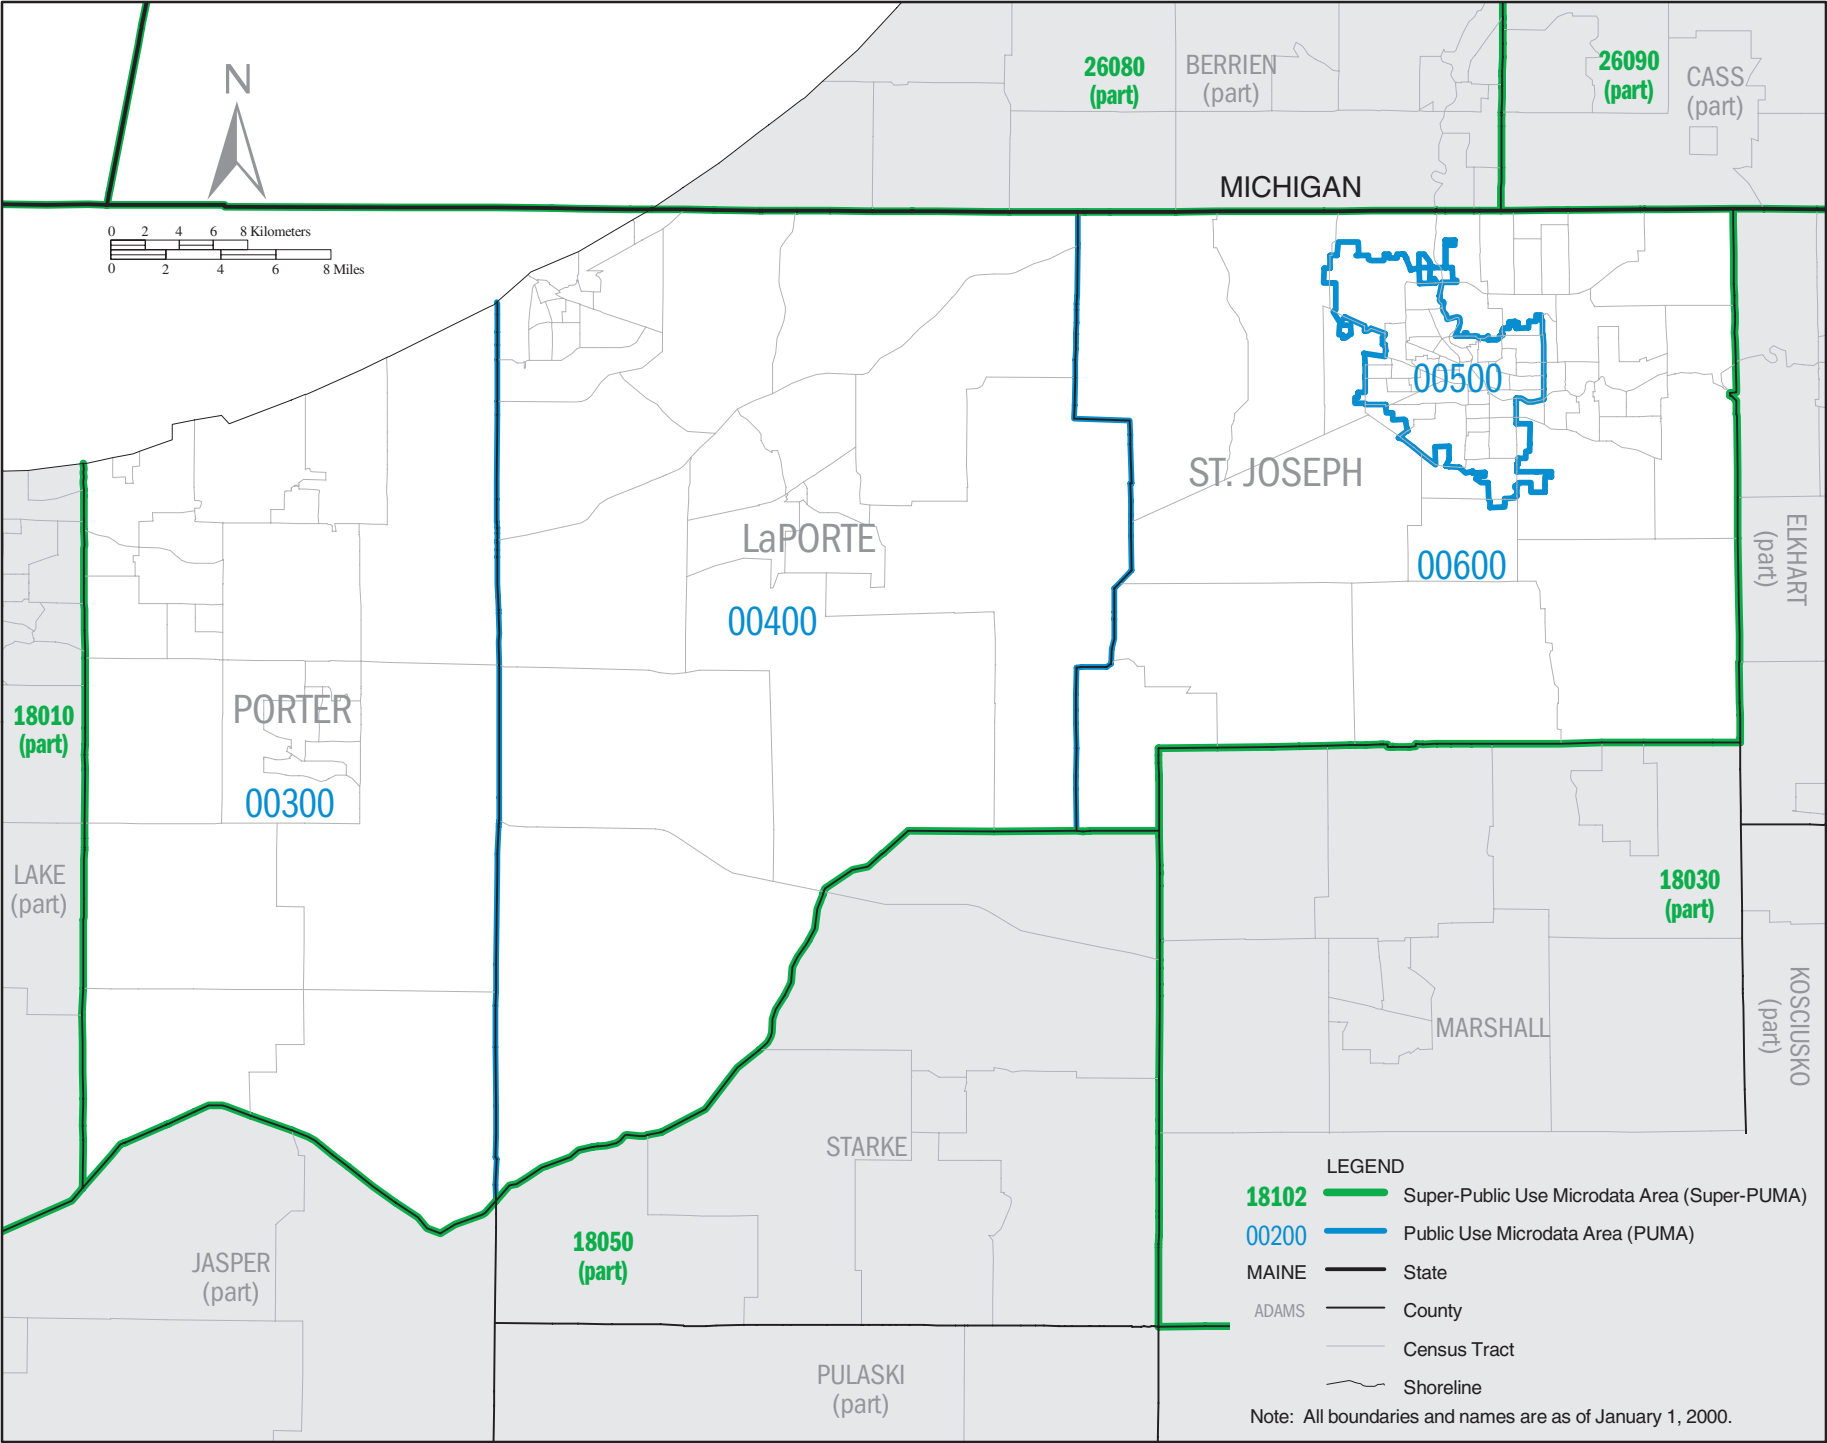 N
0 2 4 6 8 Kilometers
0 2 4 6 8 Miles
26080
(part)
BERRIEN
(part)
26090
(part)
CASS
(part)
MICHIGAN
00500
ST. JOSEPH
00600
LaPORTE
00400
ELKHART
(part)
18010
(part)
PORTER
00300
LAKE
(part)
18030
(part)
KOSCIUSKO
(part)
MARSHALL
STARKE
18050
(part)
JASPER
(part)
PULASKI
(part)
LEGEND
18102 Super-Public Use Microdata Area (Super-PUMA)
00200 Public Use Microdata Area (PUMA)
MAINE State
ADAMS County
Census Tract
Shoreline
Note: All boundaries and names are as of January 1, 2000.